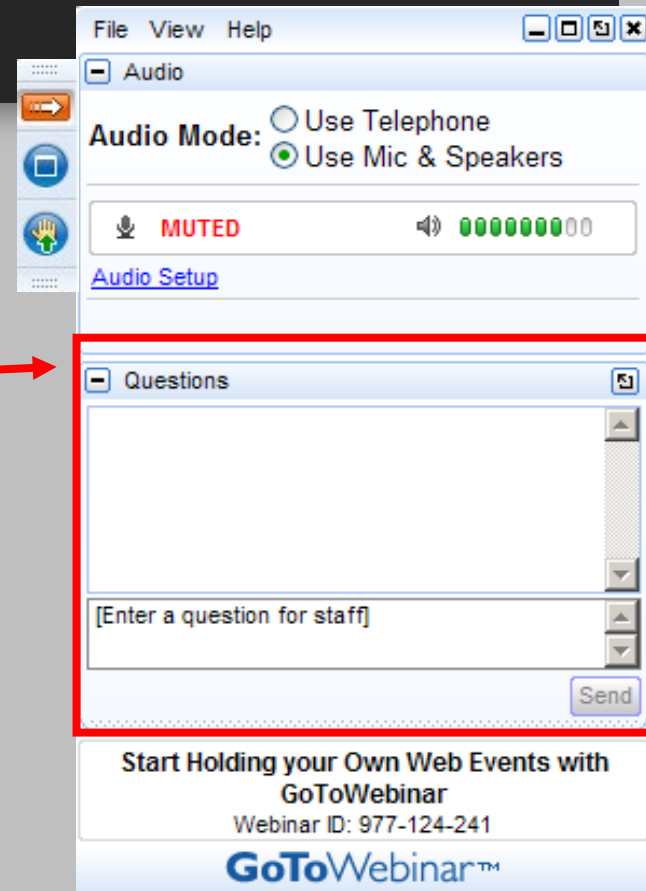 File View Help
Audio
Audio Mode: Use Telephone
Use Mic & Speakers
MUTED
Audio Setup
Questions
[Enter a question for staff]
Send
Start Holding your Own Web Events with
GoToWebinar
Webinar ID: 977-124-241
GoToWebinar™